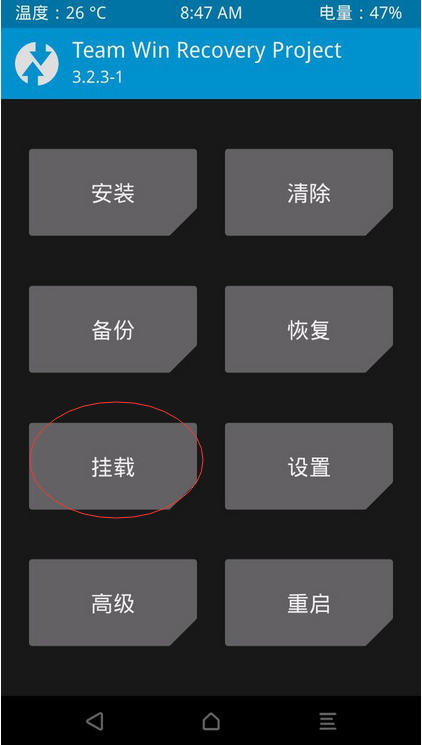 温度：26 °C 8:47 AM 电量：47%
Team Win Recovery Project
3.2.3-1
安装 清除
备份 恢复
挂载 设置
高级 重启